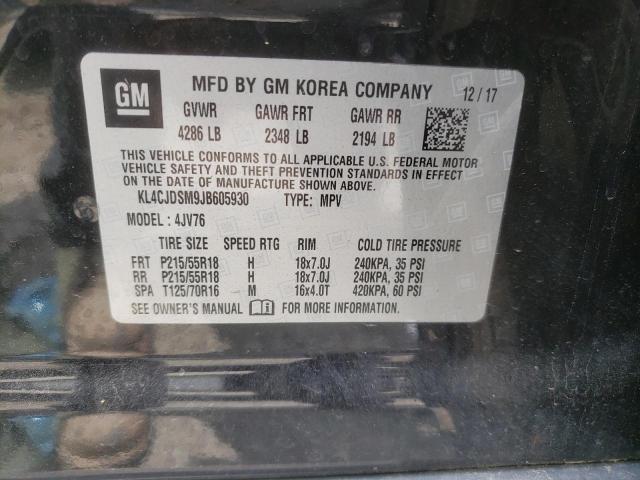 GM
MFD BY GM KOREA COMPANY 12/17
GVWR GAWR FRT GAWR RR
4286 LB 2348 LB 2194 LB
THIS VEHICLE CONFORMS TO ALL APPLICABLE U.S. FEDERAL MOTOR
VEHICLE SAFETY AND THEFT PREVENTION STANDARDS IN EFFECT
ON THE DATE OF MANUFACTURE SHOWN ABOVE.
KL4CJDSM9JB605930 TYPE: MPV
MODEL: 4JV76
TIRE SIZE SPEED RTG RIM COLD TIRE PRESSURE
FRT P215/55R18 H 18x7.0J 240KPA, 35 PSI
RR P215/55R18 H 18x7.0J 240KPA, 35 PSI
SPA T125/70R16 M 16x4.0T 420KPA, 60 PSI
SEE OWNER'S MANUAL FOR MORE INFORMATION.